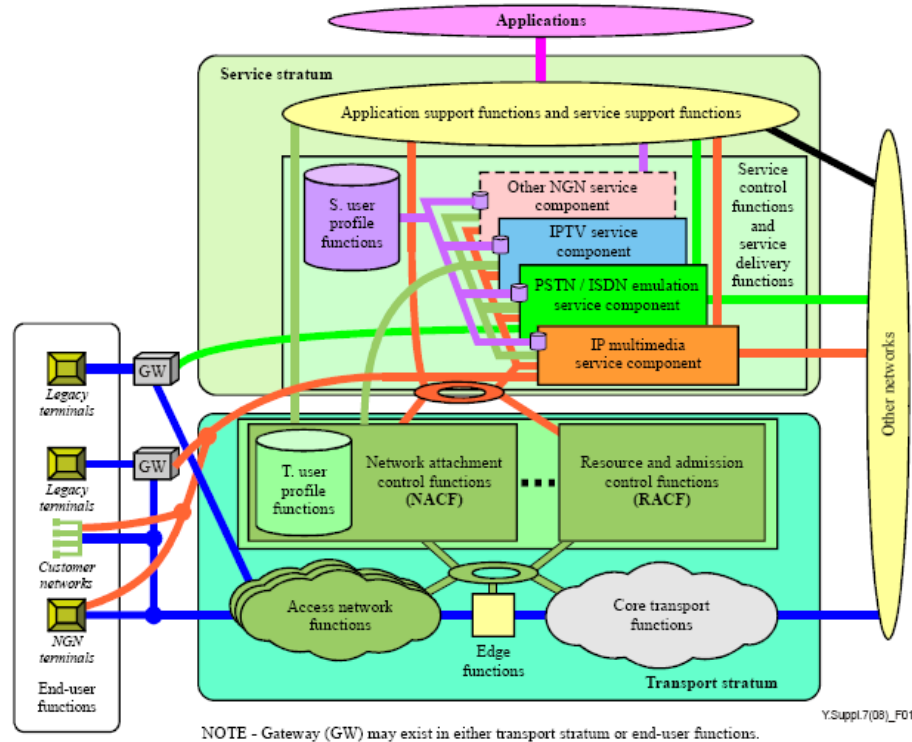 Applications
Service stratum
Application support functions and service support functions
S. user
profile
functions
Other NGN service
component
IPTV service
component
PSTN / ISDN emulation
service component
IP multimedia
service component
Service
control
functions
and
service
delivery
functions
Other networks
Legacy
terminals
GW
Legacy
terminals
GW
Customer
networks
NGN
terminals
End-user
functions
T. user
profile
functions
Network attachment
control functions
(NACF)
Resource and admission
control functions
(RACF)
Access network
functions
Edge
functions
Core transport
functions
Transport stratum
Y.Suppl.7(08)_F01
NOTE - Gateway (GW) may exist in either transport stratum or end-user functions.